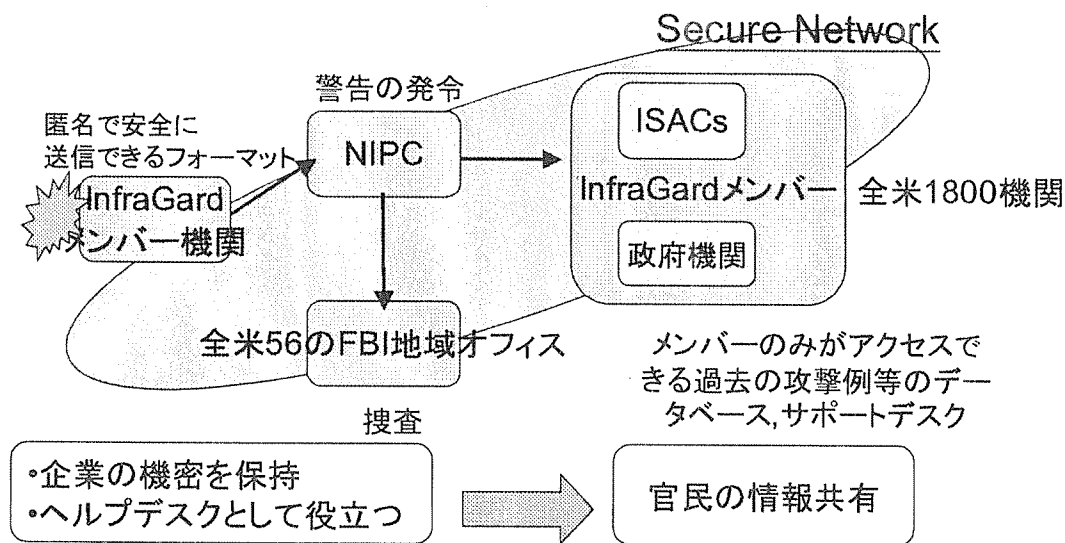 Secure Network
警告の発令
匿名で安全に
送信できるフォーマット
InfraGard
メンバー機関
NIPC
ISACs
InfraGardメンバー
政府機関
全米1800機関
全米56のFBI地域オフィス
捜査
メンバーのみがアクセスで
きる過去の攻撃例等のデー
タベース,サポートデスク
・企業の機密を保持
・ヘルプデスクとして役立つ
官民の情報共有